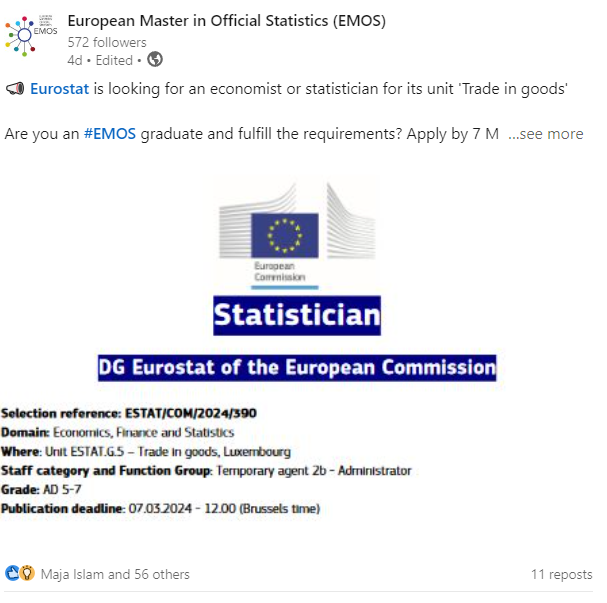 European Master in Official Statistics (EMOS)
572 followers
4d • Edited •
EMOS
Eurostat is looking for an economist or statistician for its unit 'Trade in goods'
Are you an #EMOS graduate and fulfill the requirements? Apply by 7 M ...see more
European
Commission
Statistician
DG Eurostat of the European Commission
Selection reference: ESTAT/COM/2024/390
Domain: Economics, Finance and Statistics
Where: Unit ESTAT.G.5 – Trade in goods, Luxembourg
Staff category and Function Group: Temporary agent 2b - Administrator
Grade: AD 5-7
Publication deadline: 07.03.2024 - 12.00 (Brussels time)
Maja Islam and 56 others
11 reposts